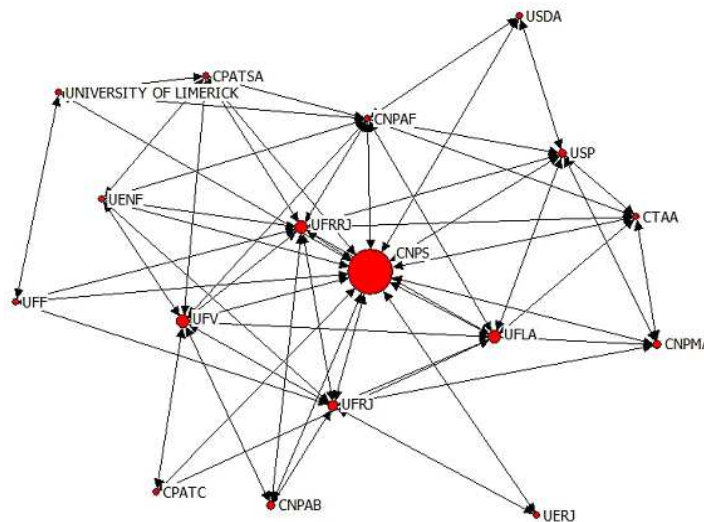 USDA
CPATSA
UNIVERSITY OF LIMERICK
CNPAF
USP
UENF
CTAA
UFRRJ
CNPS
UFF
UFV
UFLA
CNPMA
UFRJ
CPATC
CNPAB
UERJ